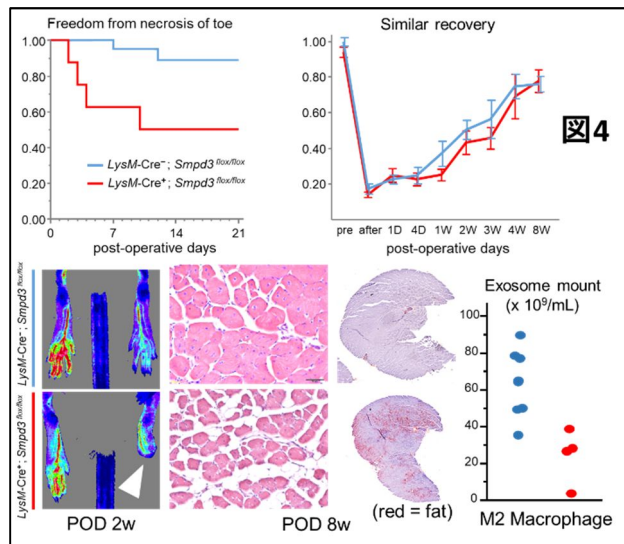 Freedom from necrosis of toe
1.00
0.80
0.60
0.40
0.20
0.00
LysM-Cre⁻; Smpd3 flox/flox
LysM-Cre⁺; Smpd3 flox/flox
0 7 14 21
post-operative days
Similar recovery
1.00
0.80
0.60
0.40
0.20
図4
pre after 1D 4D 1W 2W 3W 4W 8W
post-operative days
LysM-Cre⁻; Smpd3 flox/flox
LysM-Cre⁺; Smpd3 flox/flox
POD 2w
POD 8w
(red = fat)
Exosome mount
(x 10⁹/mL)
100
80
60
40
20
0
M2 Macrophage